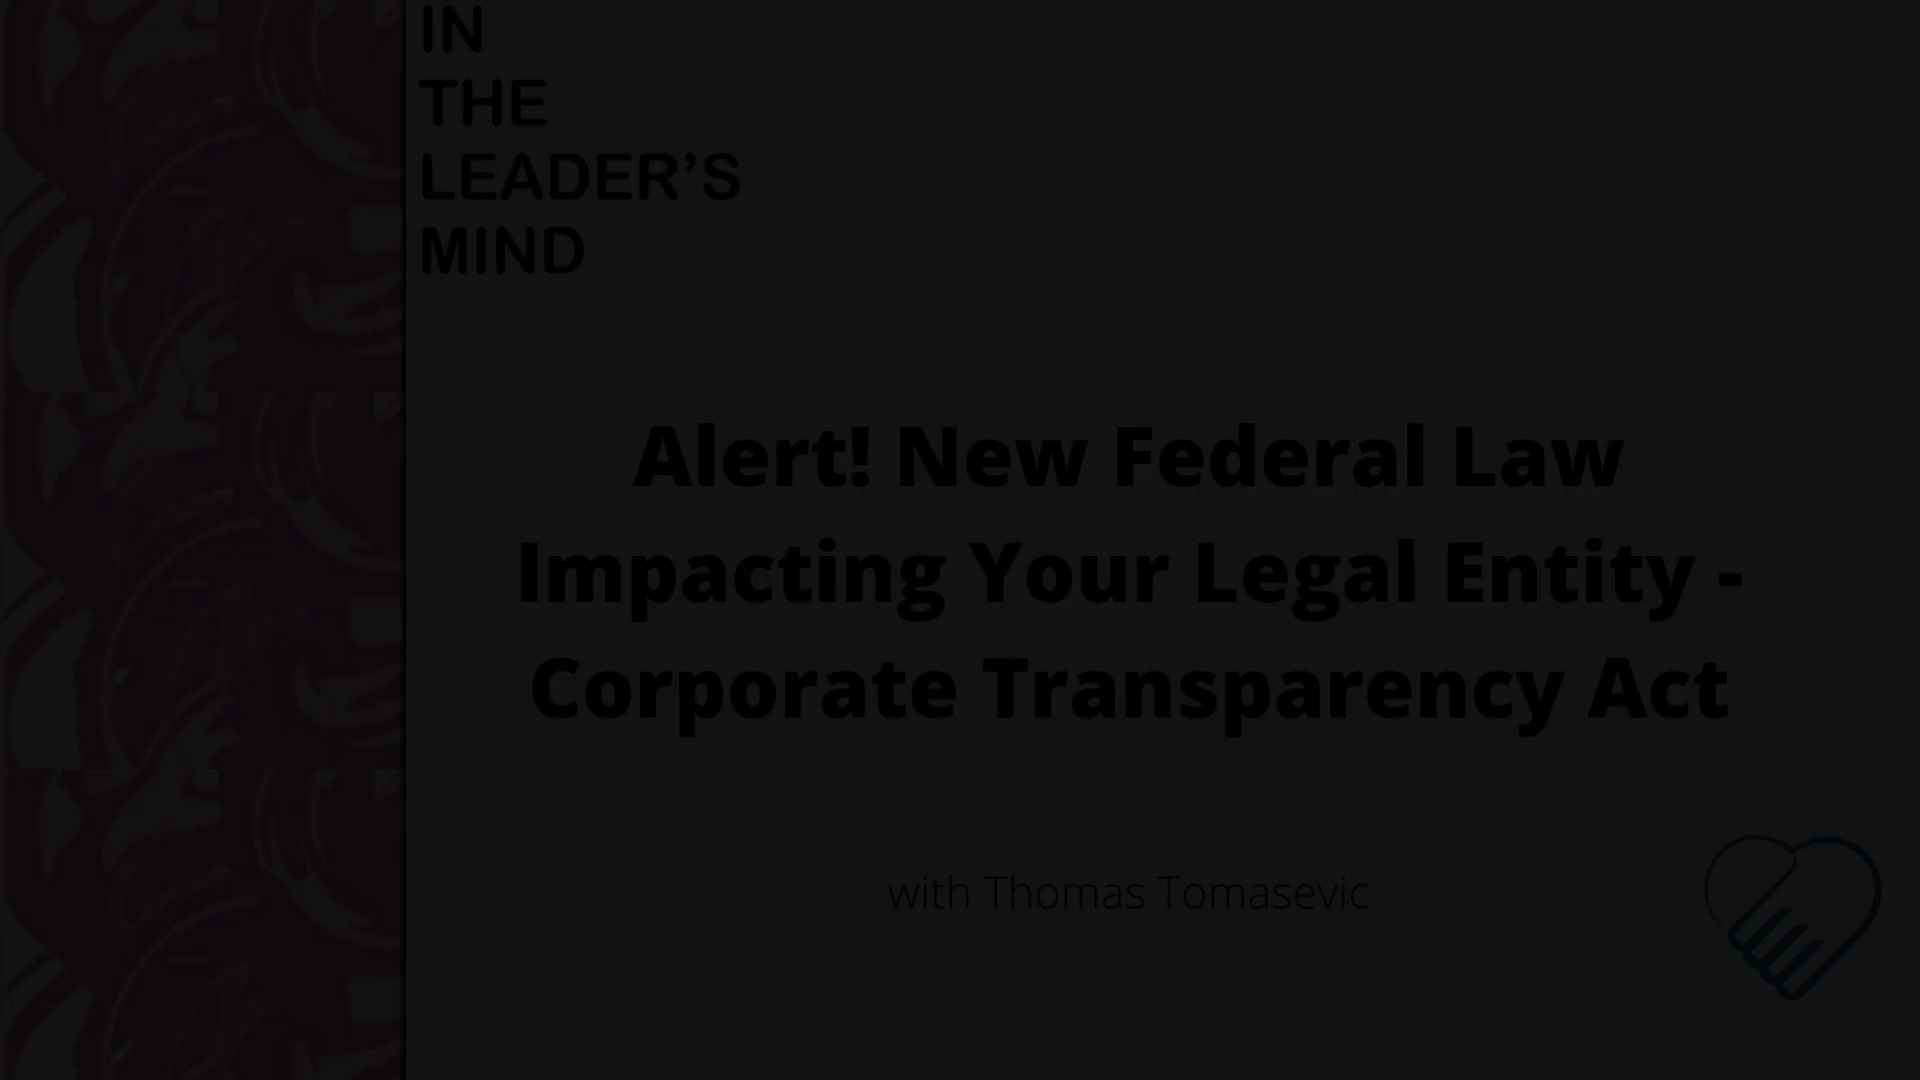 IN
THE
LEADER’S
MIND
Alert! New Federal Law
Impacting Your Legal Entity -
Corporate Transparency Act
with Thomas Tomasevic